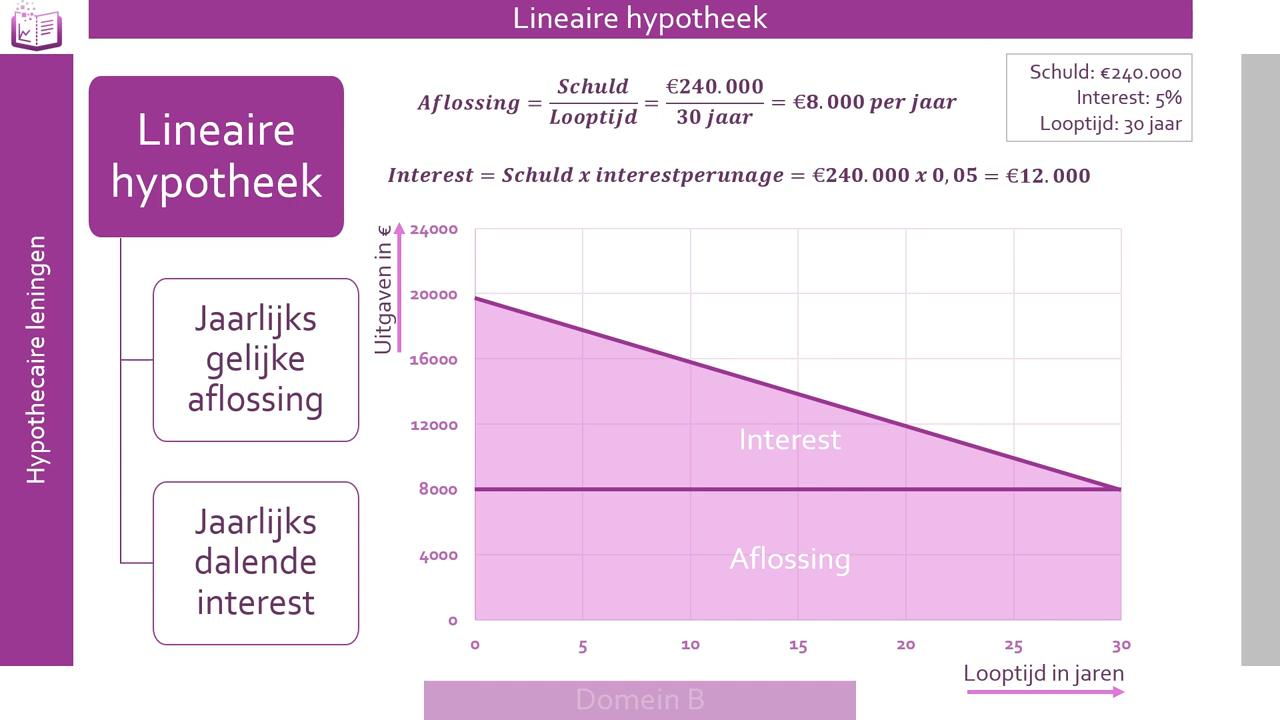 Lineaire hypotheek
Hypothecaire leningen
Lineaire
hypotheek
Jaarlijks
gelijke
aflossing
Jaarlijks
dalende
interest
Aflossing = Schuld / Looptijd = €240.000 / 30 jaar = €8.000 per jaar
Interest = Schuld x interestperunage = €240.000 x 0,05 = €12.000
Schuld: €240.000
Interest: 5%
Looptijd: 30 jaar
Uitgaven in €
24000
20000
16000
12000
8000
4000
0
Interest
Aflossing
0 5 10 15 20 25 30
Looptijd in jaren
Domein B